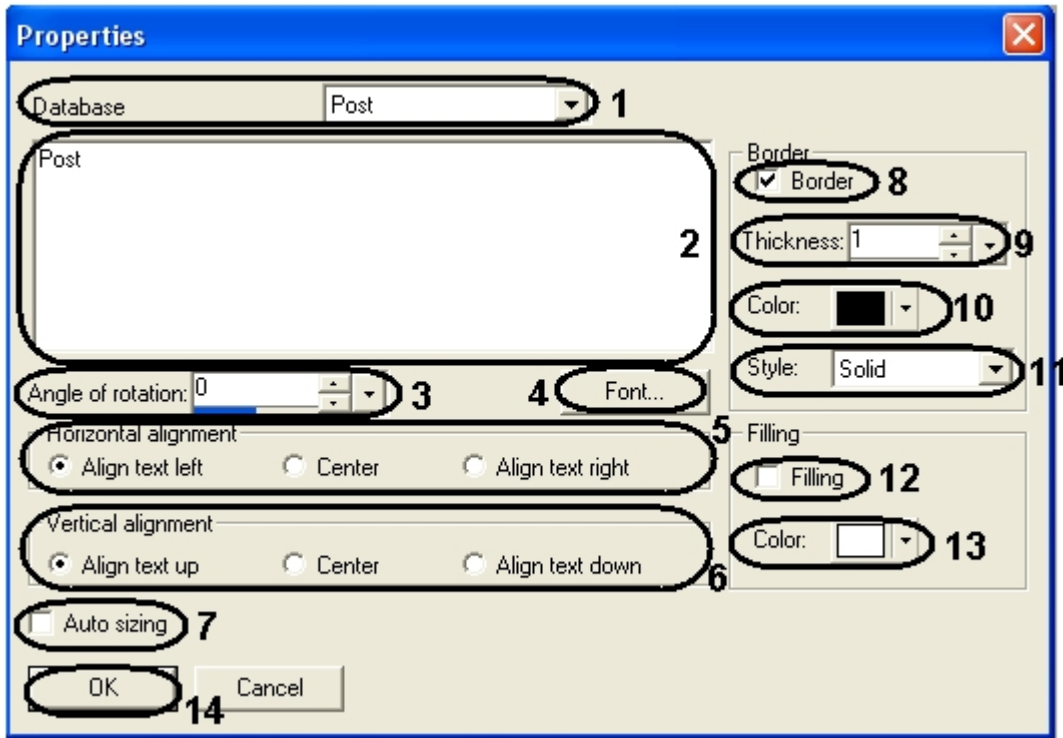 Properties
Database Post 1
Post
2
Border
Border 8
Thickness: 1 9
Color: 10
Style: Solid 11
Angle of rotation: 0 3
4 Font...
Horizontal alignment 5
Align text left Center Align text right
Filling
Filling 12
Color: 13
Vertical alignment
Align text up Center Align text down 6
Auto sizing 7
OK Cancel
14